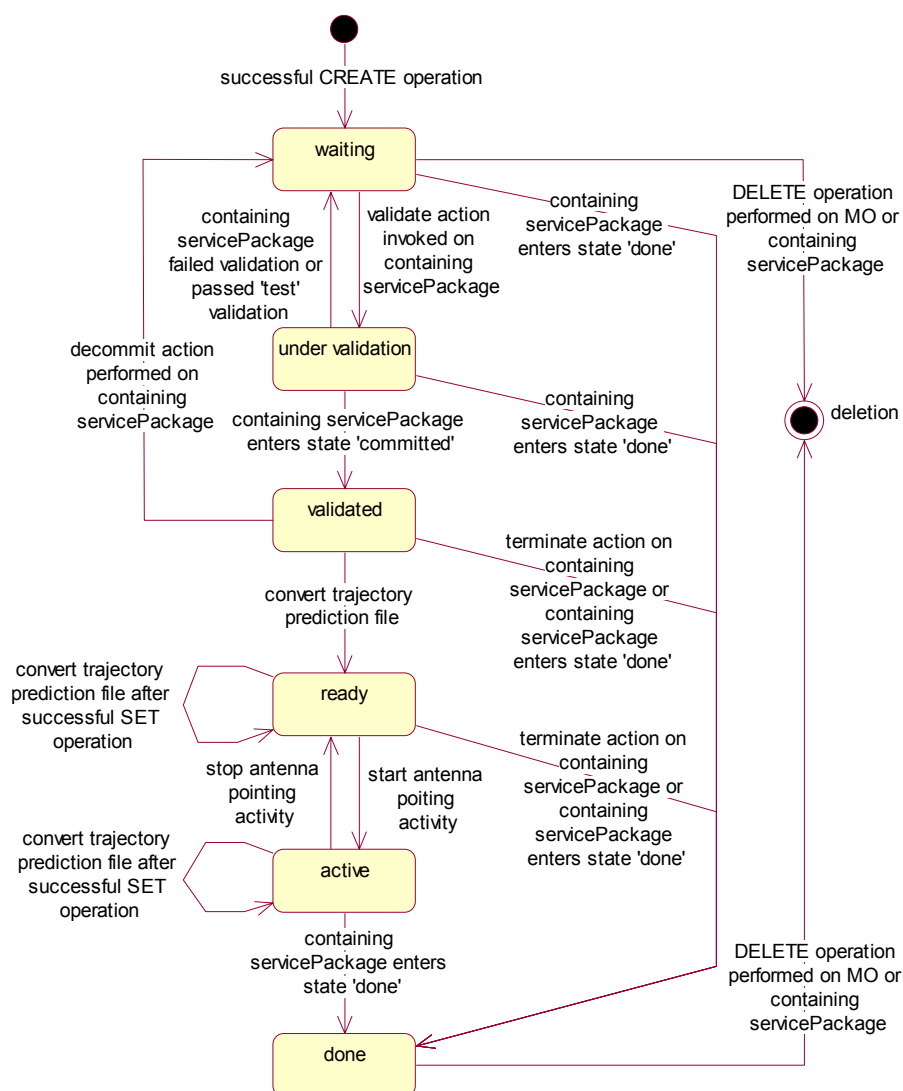 successful CREATE operation
waiting
containing
servicePackage
failed validation or
passed 'test'
validation
validate action
invoked on
containing
servicePackage
containing
servicePackage
enters state 'done'
DELETE operation
performed on MO or
containing
servicePackage
under validation
decommit action
performed on
containing
servicePackage
containing servicePackage
enters state 'committed'
containing
servicePackage
enters state 'done'
deletion
validated
terminate action on
containing
servicePackage or
containing
servicePackage
enters state 'done'
convert trajectory
prediction file
convert trajectory
prediction file after
successful SET
operation
ready
stop antenna
pointing
activity
start antenna
poiting
activity
terminate action on
containing
servicePackage or
containing
servicePackage
enters state 'done'
convert trajectory
prediction file after
successful SET
operation
active
containing
servicePackage enters
state 'done'
DELETE operation
performed on MO or
containing
servicePackage
done